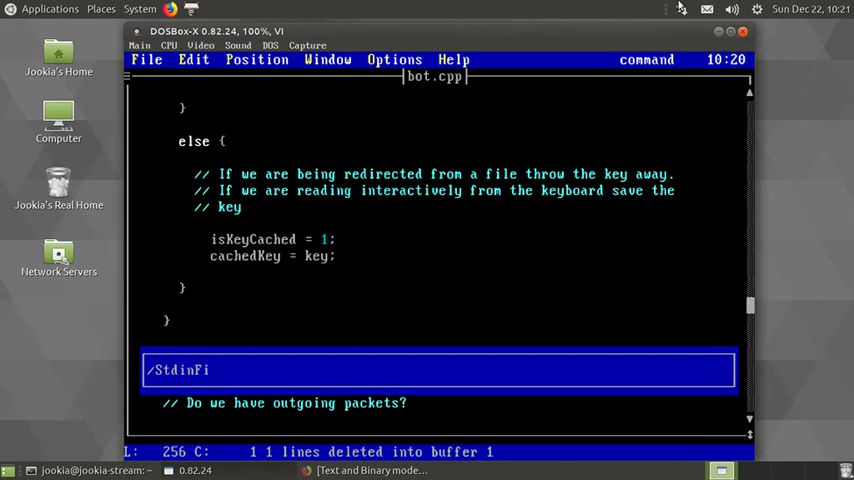 Applications Places System Sun Dec 22, 10:21
DOSBox-X 0.82.24, 100%, VI
Main CPU Video Sound DOS Capture
File Edit Position Window Options Help command 10:20
bot.cpp
Jookia's Home
Computer
Jookia's Real Home
Network Servers
}
else {
// If we are being redirected from a file throw the key away.
// If we are reading interactively from the keyboard save the
// key
isKeyCached = 1;
cachedKey = key;
}
}
/StdinFi
// Do we have outgoing packets?
L: 256 C: 1 1 lines deleted into buffer 1
jookia@jookia-stream: ~ 0.82.24 [Text and Binary mode...